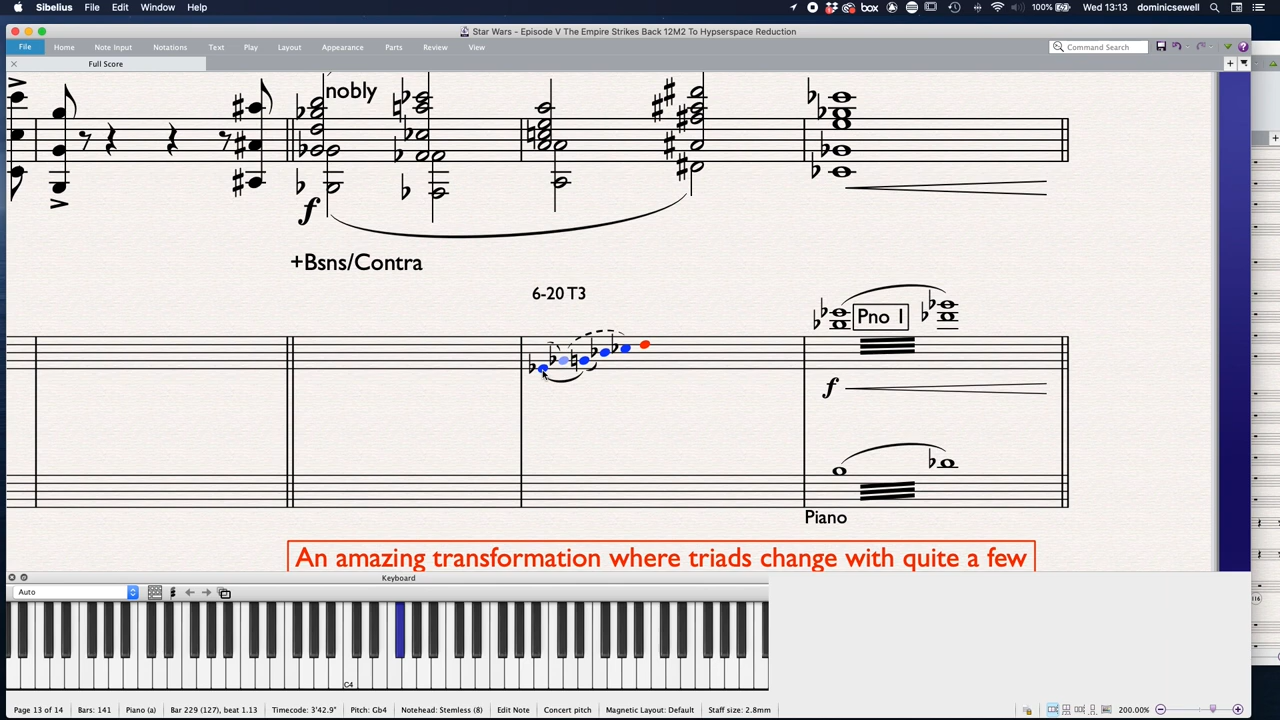 Sibelius File Edit View Window Help
100% Wed 13:13 dominicsewell
box
Star Wars - Episode V The Empire Strikes Back 12M2 To Hypserspace Reduction
File Home Note Input Notations Text Play Layout Appearance Parts Review View
Command Search
Full Score
nobly
f
+Bsns/Contra
6-20 T3
Pno 1
f
Piano
An amazing transformation where triads change with quite a few
116
Keyboard
Auto
C4
Page 13 of 14 Bars: 141 Piano (a) Bar 229 (127), beat 1.13 Timecode: 3'42.9" Pitch: Gb4 Notehead: Stemless (8) Edit Note Concert pitch Magnetic Layout: Default Staff size: 2.8mm 200.00%